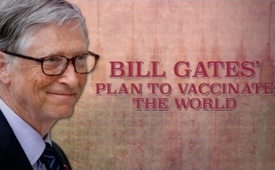 BILL GATES'
PLAN TO VACCINATE
THE WORLD